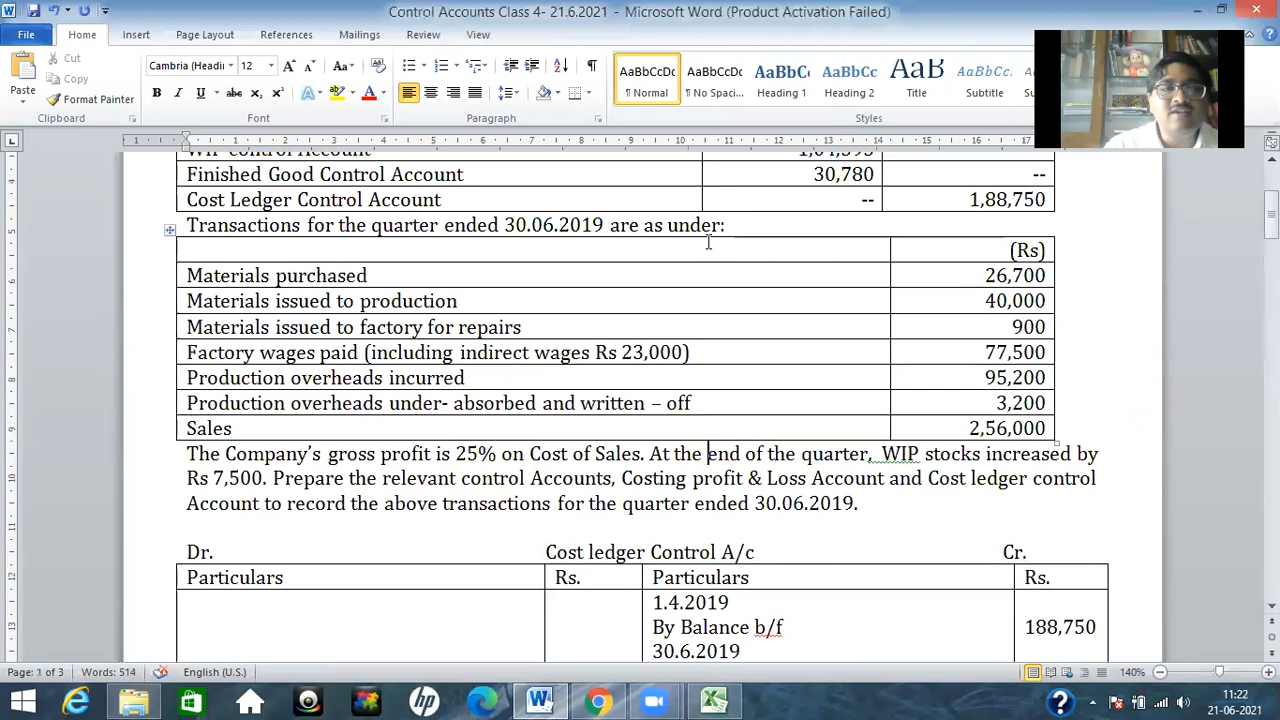 Control Accounts Class 4- 21.6.2021 - Microsoft Word (Product Activation Failed)
File Home Insert Page Layout References Mailings Review View
Paste
Cut
Copy
Format Painter
Clipboard
Cambria (Headin 12
Font
Paragraph
AaBbCcDc AaBbCcDc AaBbC AaBbCc AaB AaBbCc. AaBbCcDc
¶ Normal ¶ No Spaci... Heading 1 Heading 2 Title Subtitle
Styles
WIP control Account 1,04,595
Finished Good Control Account 30,780 --
Cost Ledger Control Account -- 1,88,750
Transactions for the quarter ended 30.06.2019 are as under:
(Rs)
Materials purchased 26,700
Materials issued to production 40,000
Materials issued to factory for repairs 900
Factory wages paid (including indirect wages Rs 23,000) 77,500
Production overheads incurred 95,200
Production overheads under- absorbed and written – off 3,200
Sales 2,56,000
The Company's gross profit is 25% on Cost of Sales. At the end of the quarter, WIP stocks increased by
Rs 7,500. Prepare the relevant control Accounts, Costing profit & Loss Account and Cost ledger control
Account to record the above transactions for the quarter ended 30.06.2019.
Dr. Cost ledger Control A/c Cr.
Particulars Rs. Particulars Rs.
1.4.2019
By Balance b/f 188,750
30.6.2019
Page: 1 of 3 Words: 514 English (U.S.) 140%
11:22
21-06-2021